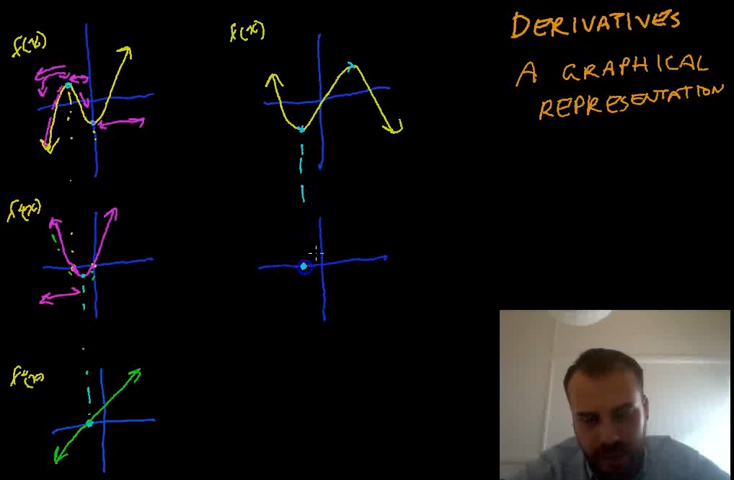 f(x)
f(x)
DERIVATIVES
A GRAPHICAL
REPRESENTATION
f'(x)
f"(x)